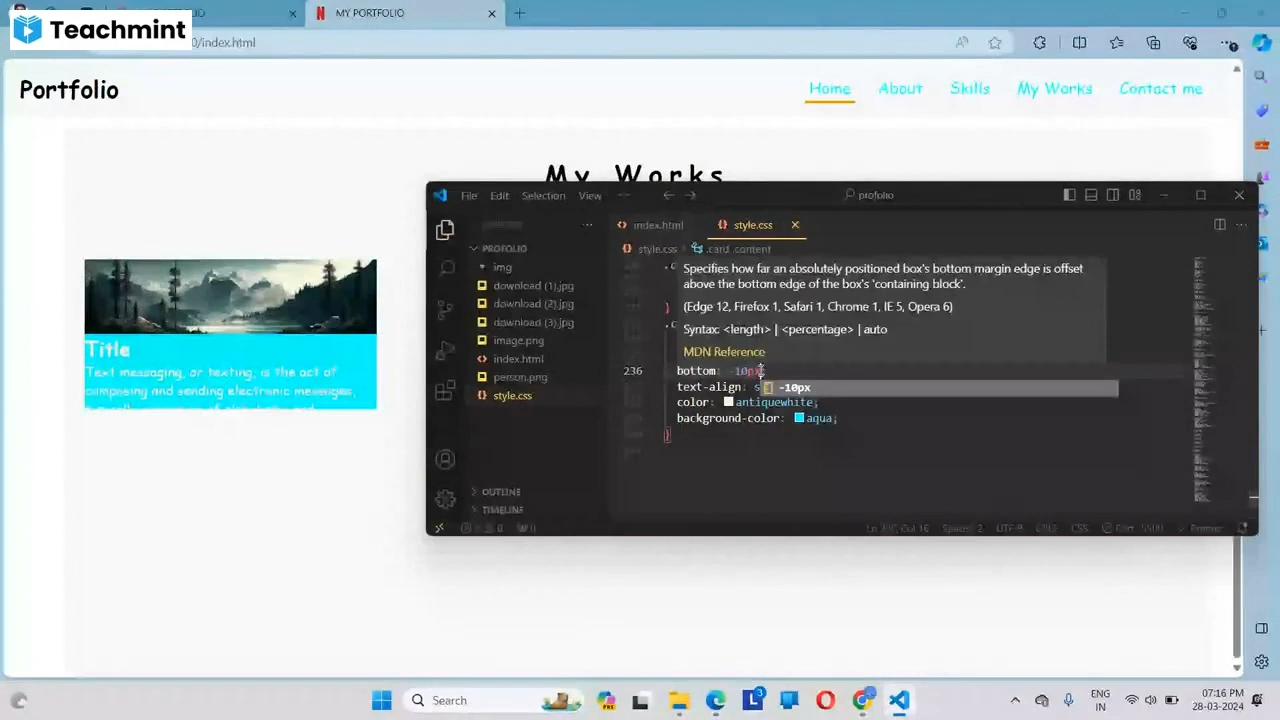 Teachmint
MY PORTFOLIO
/index.html
Portfolio
Home
About
Skills
My Works
Contact me
My Works
Title
Text messaging, or texting, is the act of
composing and sending electronic messages,
File
Edit
Selection
View
profolio
index.html
style.css
PROFOLIO
img
download (1).jpg
download (2).jpg
download (3).jpg
image.png
index.html
person.png
style.css
OUTLINE
TIMELINE
style.css
.card .content
Specifies how far an absolutely positioned box's bottom margin edge is offset
above the bottom edge of the box's 'containing block'.
(Edge 12, Firefox 1, Safari 1, Chrome 1, IE 5, Opera 6)
Syntax: <length> | <percentage> | auto
MDN Reference
236
bottom: -10px
text-align: s
-10px
color: antiquewhite;
background-color: aqua;
}
Search
ENG
IN
07:16 PM
28-03-2024